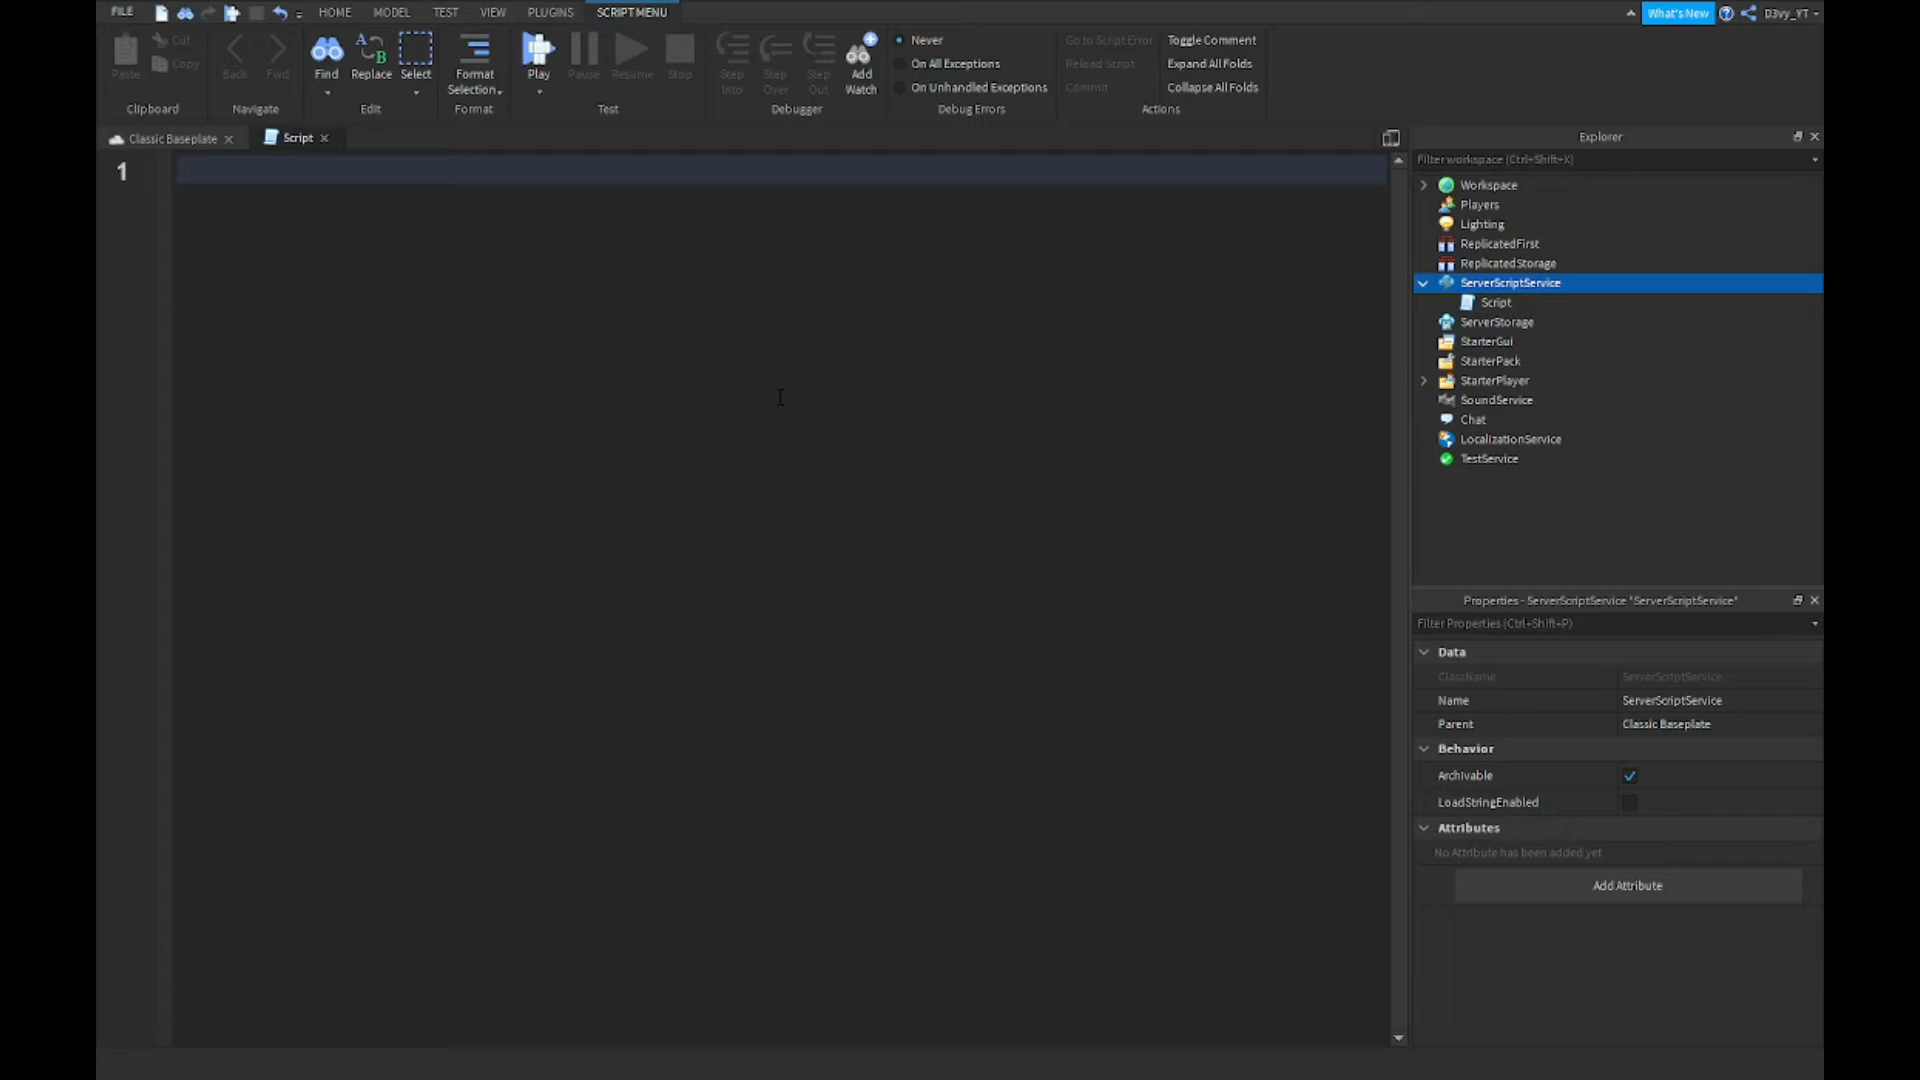 FILE HOME MODEL TEST VIEW PLUGINS SCRIPT MENU What's New D3vy_YT
Paste Cut Copy Clipboard
Back Fwd Navigate
Find Replace Select Edit
Format Selection Format
Play Pause Resume Stop Test
Step Into Step Over Step Out Add Watch Debugger
Never
On All Exceptions
On Unhandled Exceptions
Debug Errors
Go to Script Error Toggle Comment
Reload Script Expand All Folds
Commit Collapse All Folds
Actions
Classic Baseplate Script
1
Explorer
Filter workspace (Ctrl+Shift+X)
Workspace
Players
Lighting
ReplicatedFirst
ReplicatedStorage
ServerScriptService
Script
ServerStorage
StarterGui
StarterPack
StarterPlayer
SoundService
Chat
LocalizationService
TestService
Properties - ServerScriptService "ServerScriptService"
Filter Properties (Ctrl+Shift+P)
Data
ClassName ServerScriptService
Name ServerScriptService
Parent Classic Baseplate
Behavior
Archivable
LoadStringEnabled
Attributes
No Attribute has been added yet
Add Attribute